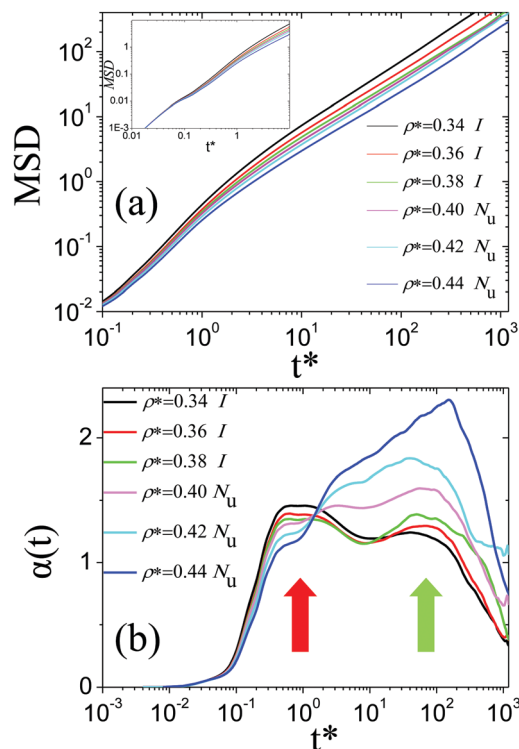 MSD
10²
10¹
10⁰
10⁻¹
10⁻²
MSD
1
0.1
0.01
1E-3
0.01 0.1 1
t*
(a)
ρ*=0.34 I
ρ*=0.36 I
ρ*=0.38 I
ρ*=0.40 Nᵤ
ρ*=0.42 Nᵤ
ρ*=0.44 Nᵤ
10⁻¹ 10⁰ 10¹ 10² 10³
t*
α(t)
2
1
0
ρ*=0.34 I
ρ*=0.36 I
ρ*=0.38 I
ρ*=0.40 Nᵤ
ρ*=0.42 Nᵤ
ρ*=0.44 Nᵤ
(b)
10⁻³ 10⁻² 10⁻¹ 10⁰ 10¹ 10² 10³
t*